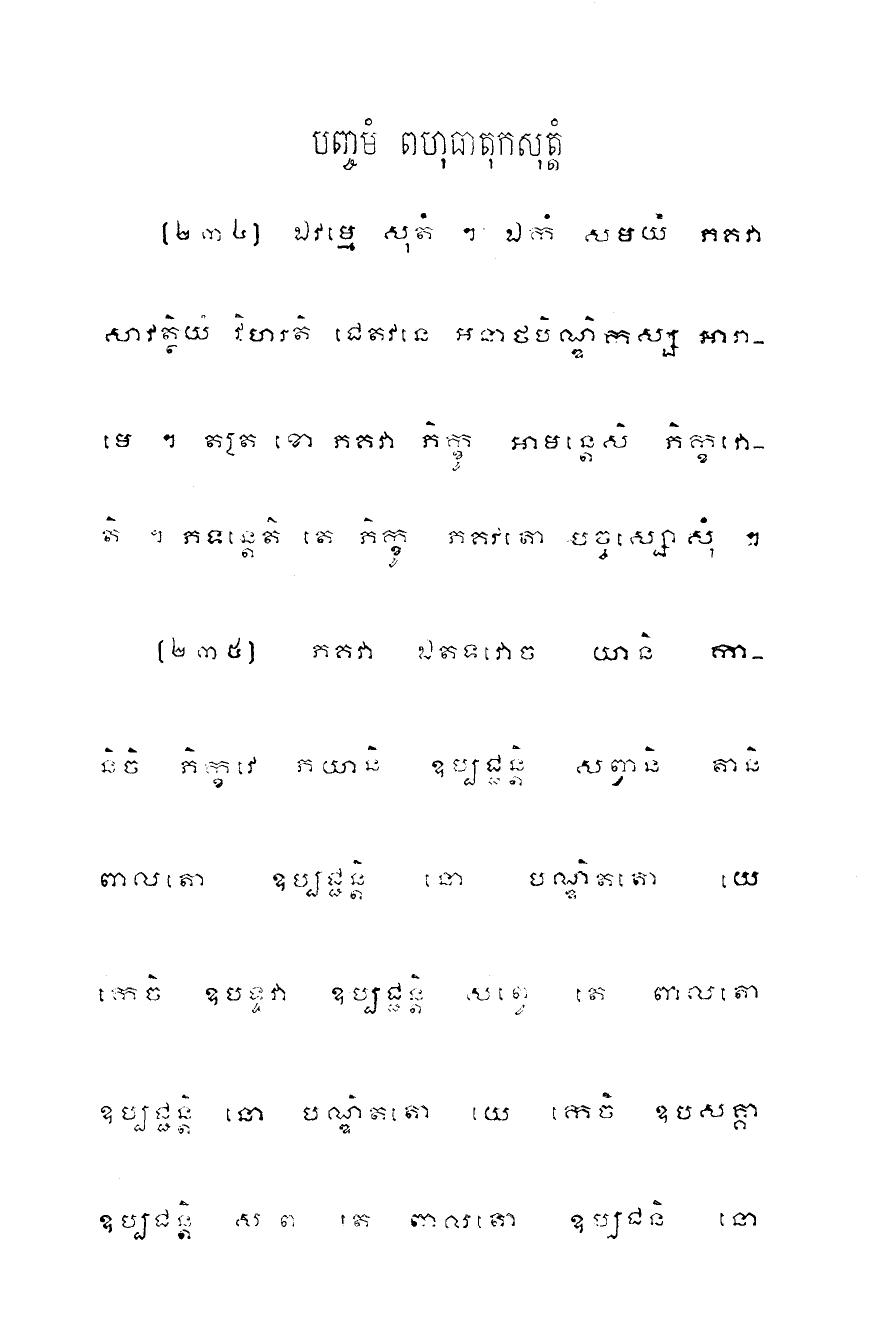 បញ្ចមំ ពហុធាតុកសុត្តំ
(២៣៤) ឯវម្មេ សុតំ ។ ឯកំ សមយំ ភគវា
សាវត្ថិយំ វិហរតិ ជេតវនេ អនាថបិណ្ឌិកស្ស អារា-
មេ ។ តត្រ ខោ ភគវា ភិក្ខូ អាមន្តេសិ ភិក្ខវោ-
តិ ។ ភទន្តេតិ តេ ភិក្ខូ ភគវតោ បច្ចស្សោសុំ ។
(២៣៥) ភគវា ឯតទវោច យានិ កា-
និចិ ភិក្ខវេ ភយានិ ឧប្បជ្ជន្តិ សព្វានិ តានិ
ពាលតោ ឧប្បជ្ជន្តិ នោ បណ្ឌិតតោ យេ
កេចិ ឧបទ្ទវា ឧប្បជ្ជន្តិ សព្វេ តេ ពាលតោ
ឧប្បជ្ជន្តិ នោ បណ្ឌិតតោ យេ កេចិ ឧបសគ្គា
ឧប្បជន្តិ ស ព តេ ពាលតោ ឧប្បជនិ នោ